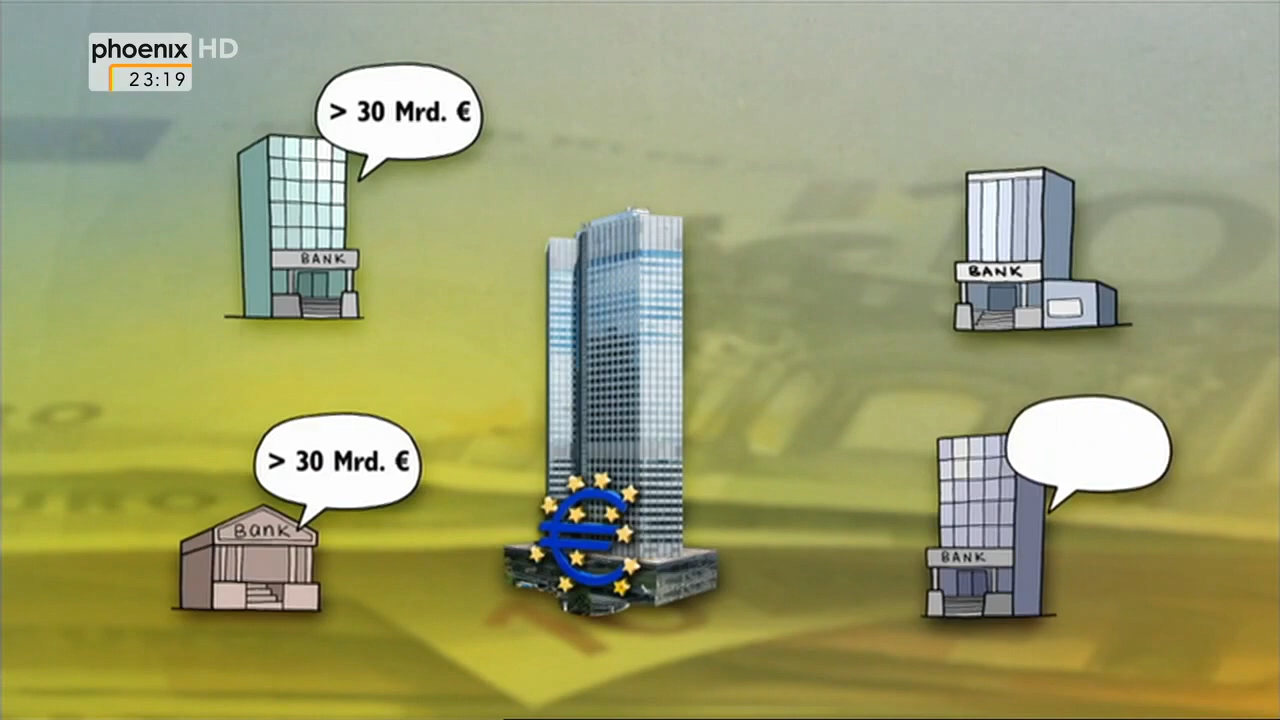 phoenix HD
23:19
> 30 Mrd. €
BANK
BANK
> 30 Mrd. €
Bank
BANK
€